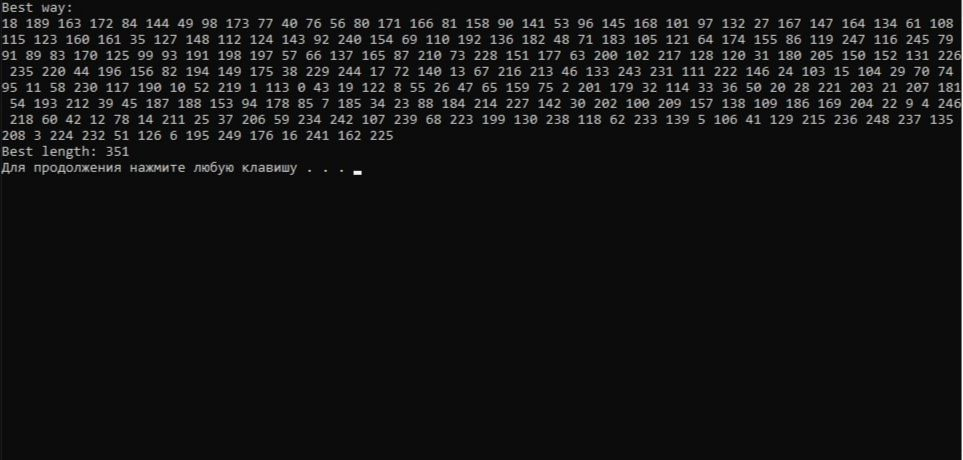 Best way:
18 189 163 172 84 144 49 98 173 77 40 76 56 80 171 166 81 158 90 141 53 96 145 168 101 97 132 27 167 147 164 134 61 108
115 123 160 161 35 127 148 112 124 143 92 240 154 69 110 192 136 182 48 71 183 105 121 64 174 155 86 119 247 116 245 79
91 89 83 170 125 99 93 191 198 197 57 66 137 165 87 210 73 228 151 177 63 200 102 217 128 120 31 180 205 150 152 131 226
235 220 44 196 156 82 194 149 175 38 229 244 17 72 140 13 67 216 213 46 133 243 231 111 222 146 24 103 15 104 29 70 74
95 11 58 230 117 190 10 52 219 1 113 0 43 19 122 8 55 26 47 65 159 75 2 201 179 32 114 33 36 50 20 28 221 203 21 207 181
54 193 212 39 45 187 188 153 94 178 85 7 185 34 23 88 184 214 227 142 30 202 100 209 157 138 109 186 169 204 22 9 4 246
218 60 42 12 78 14 211 25 37 206 59 234 242 107 239 68 223 199 130 238 118 62 233 139 5 106 41 129 215 236 248 237 135
208 3 224 232 51 126 6 195 249 176 16 241 162 225
Best length: 351
Для продолжения нажмите любую клавишу . . .